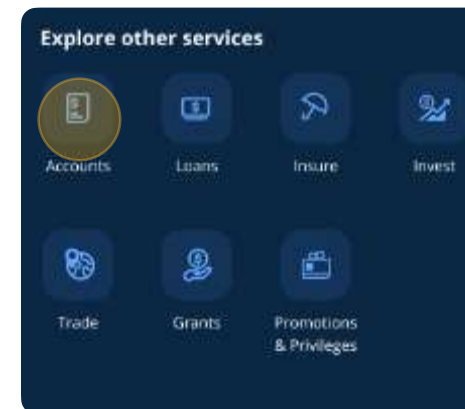 Explore other services
Accounts Loans Insure Invest
Trade Grants Promotions
& Privileges